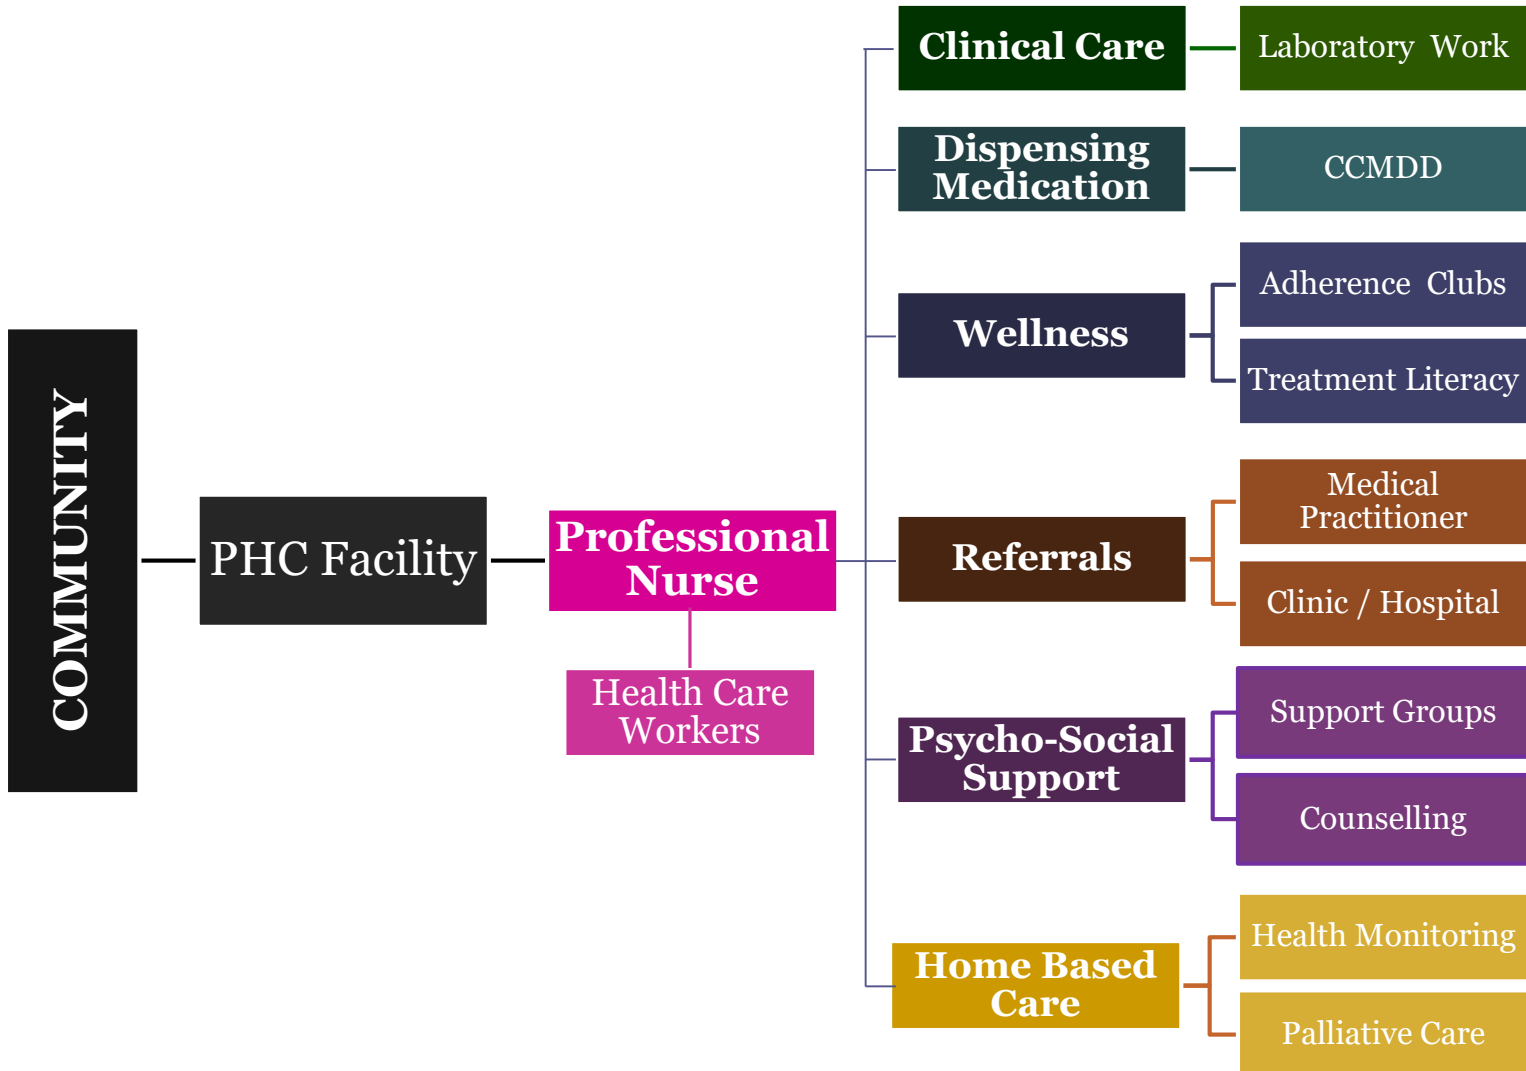 COMMUNITY
PHC Facility
Professional
Nurse
Health Care
Workers
Clinical Care
Laboratory Work
Dispensing
Medication
CCMDD
Wellness
Adherence Clubs
Treatment Literacy
Referrals
Medical
Practitioner
Clinic / Hospital
Psycho-Social
Support
Support Groups
Counselling
Home Based
Care
Health Monitoring
Palliative Care